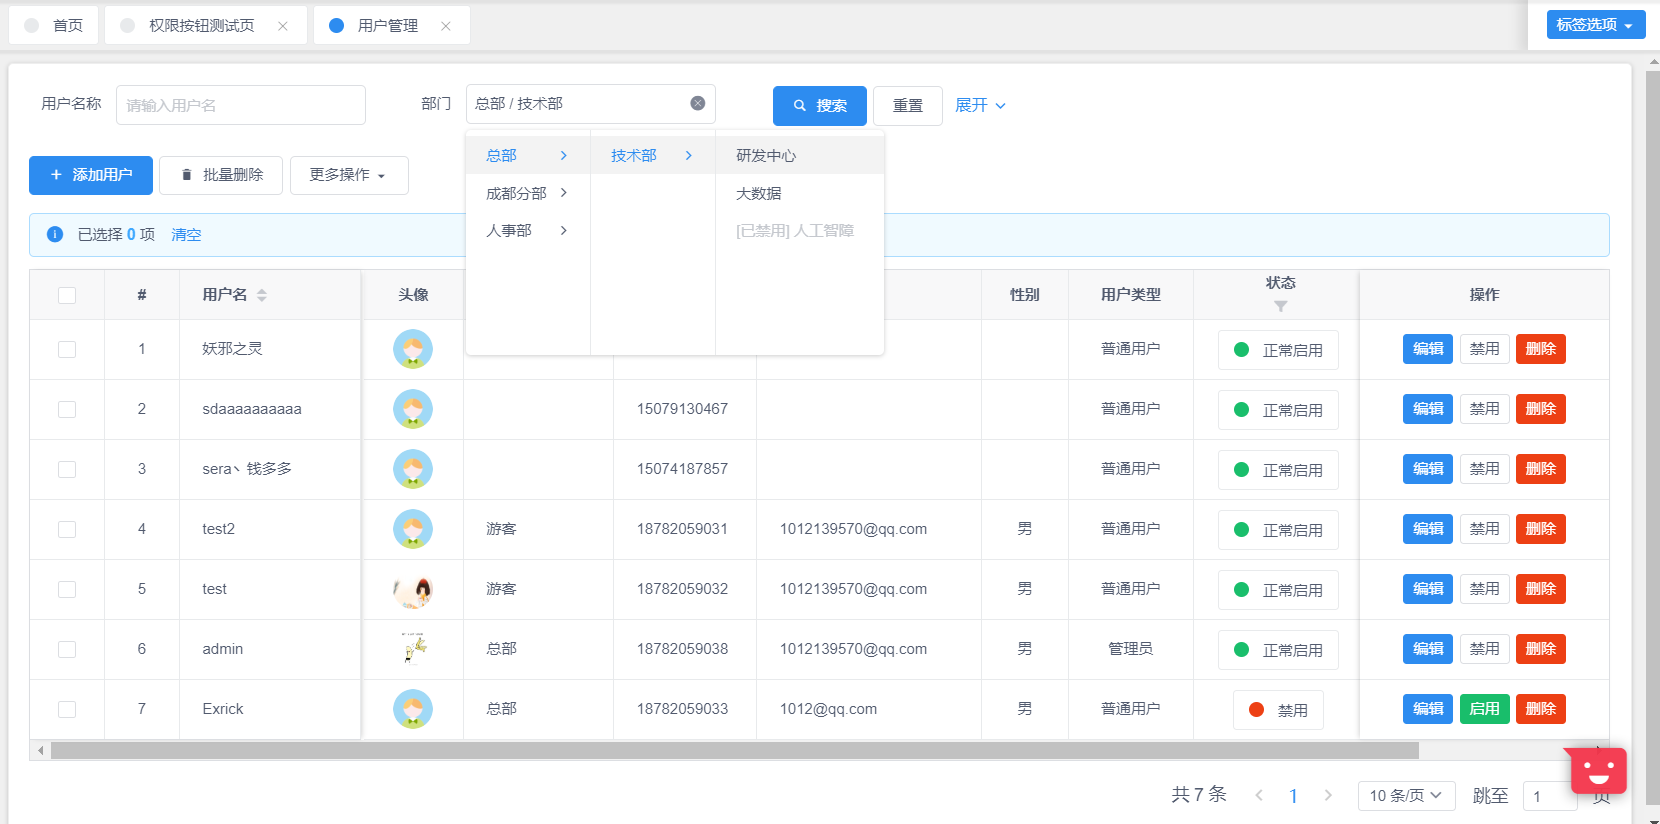 首页 权限按钮测试页 用户管理 标签选项
用户名称 请输入用户名 部门 总部 / 技术部 搜索 重置 展开
总部 技术部 研发中心
添加用户 批量删除 更多操作
成都分部 大数据
已选择 0 项 清空 人事部 [已禁用] 人工智障
# 用户名 头像 性别 用户类型 状态 操作
1 妖邪之灵 普通用户 正常启用 编辑 禁用 删除
2 sdaaaaaaaaaa 15079130467 普通用户 正常启用 编辑 禁用 删除
3 sera丶钱多多 15074187857 普通用户 正常启用 编辑 禁用 删除
4 test2 游客 18782059031 1012139570@qq.com 男 普通用户 正常启用 编辑 禁用 删除
5 test 游客 18782059032 1012139570@qq.com 男 普通用户 正常启用 编辑 禁用 删除
6 admin 总部 18782059038 1012139570@qq.com 男 管理员 正常启用 编辑 禁用 删除
7 Exrick 总部 18782059033 1012@qq.com 男 普通用户 禁用 编辑 启用 删除
共 7 条 1 10 条/页 跳至 1 页